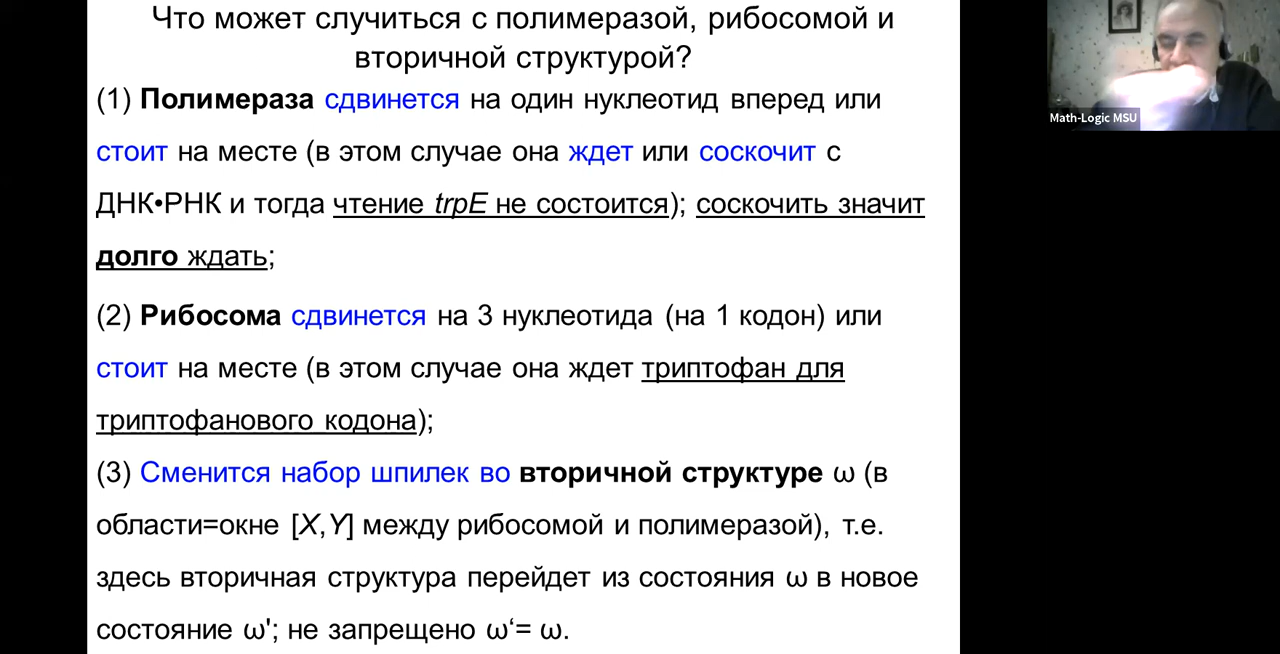 Что может случиться с полимеразой, рибосомой и
вторичной структурой?
(1) Полимераза сдвинется на один нуклеотид вперед или
стоит на месте (в этом случае она ждет или соскочит с
ДНК•РНК и тогда чтение trpE не состоится); соскочить значит
долго ждать;
(2) Рибосома сдвинется на 3 нуклеотида (на 1 кодон) или
стоит на месте (в этом случае она ждет триптофан для
триптофанового кодона);
(3) Сменится набор шпилек во вторичной структуре ω (в
области=окне [X,Y] между рибосомой и полимеразой), т.е.
здесь вторичная структура перейдет из состояния ω в новое
состояние ω'; не запрещено ω‘= ω.
Math-Logic MSU